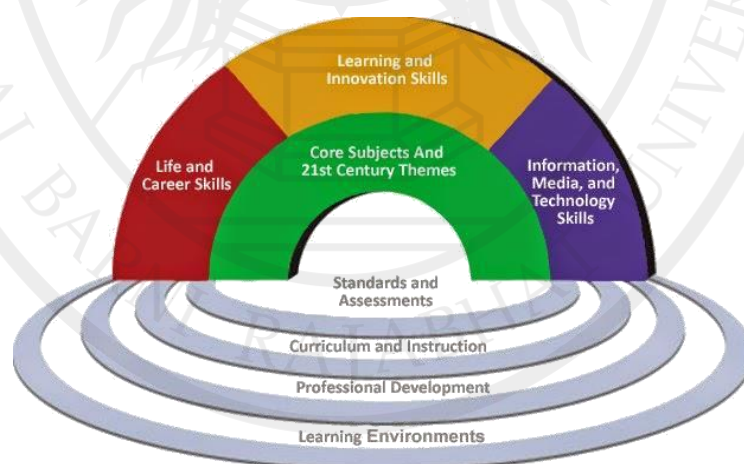 Learning and
Innovation Skills
Life and
Career Skills
Core Subjects And
21st Century Themes
Information,
Media, and
Technology
Skills
Standards and
Assessments
Curriculum and Instruction
Professional Development
Learning Environments